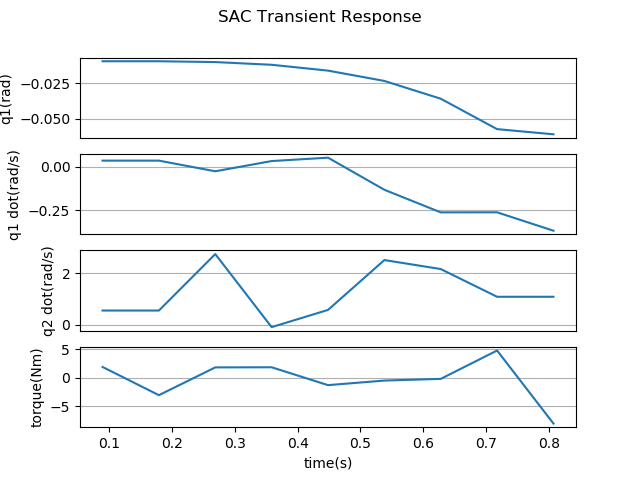 SAC Transient Response
q1(rad)
−0.025
−0.050
q1 dot(rad/s)
0.00
−0.25
q2 dot(rad/s)
2
0
torque(Nm)
5
0
−5
0.1 0.2 0.3 0.4 0.5 0.6 0.7 0.8
time(s)